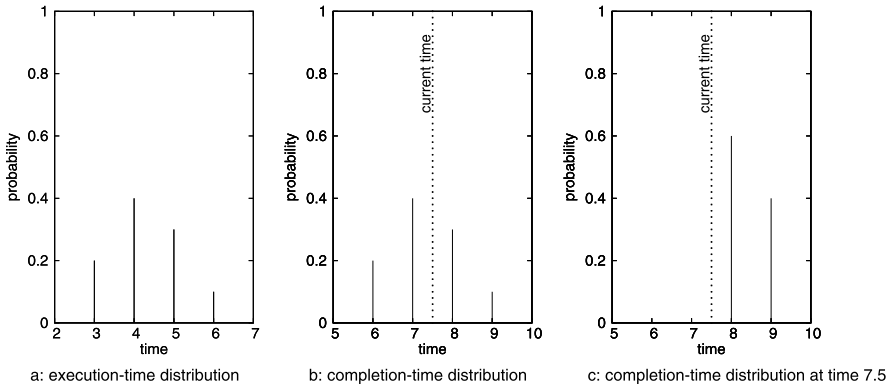 1
0.8
0.6
0.4
0.2
0
probability
2 3 4 5 6 7
time
a: execution-time distribution
1
0.8
0.6
0.4
0.2
0
probability
current time
5 6 7 8 9 10
time
b: completion-time distribution
1
0.8
0.6
0.4
0.2
0
probability
current time
5 6 7 8 9 10
time
c: completion-time distribution at time 7.5